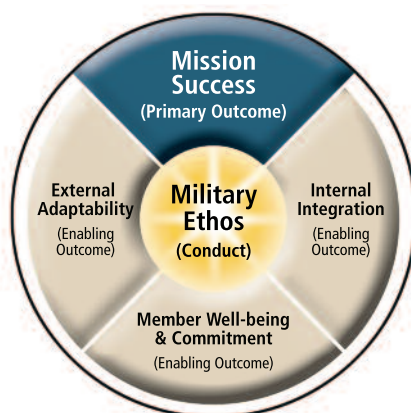 Mission
Success
(Primary Outcome)
External
Adaptability
(Enabling
Outcome)
Military
Ethos
(Conduct)
Internal
Integration
(Enabling
Outcome)
Member Well-being
& Commitment
(Enabling Outcome)